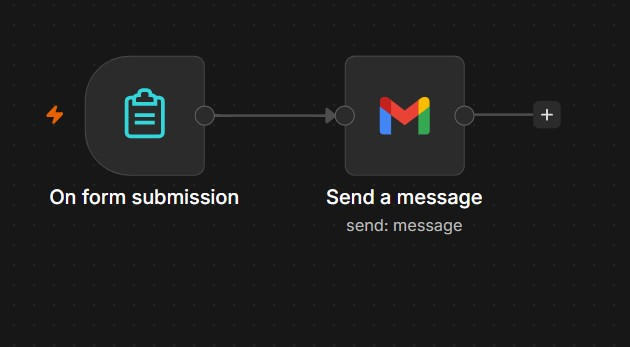 On form submission
Send a message
send: message